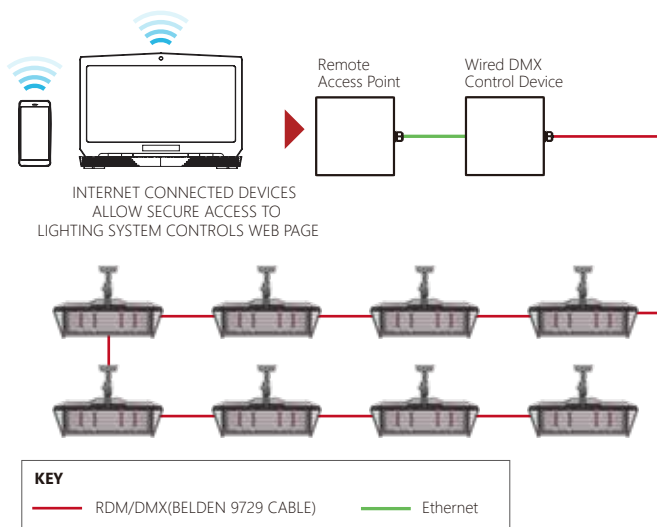 Remote
Access Point
Wired DMX
Control Device
INTERNET CONNECTED DEVICES
ALLOW SECURE ACCESS TO
LIGHTING SYSTEM CONTROLS WEB PAGE
KEY
RDM/DMX(BELDEN 9729 CABLE)
Ethernet